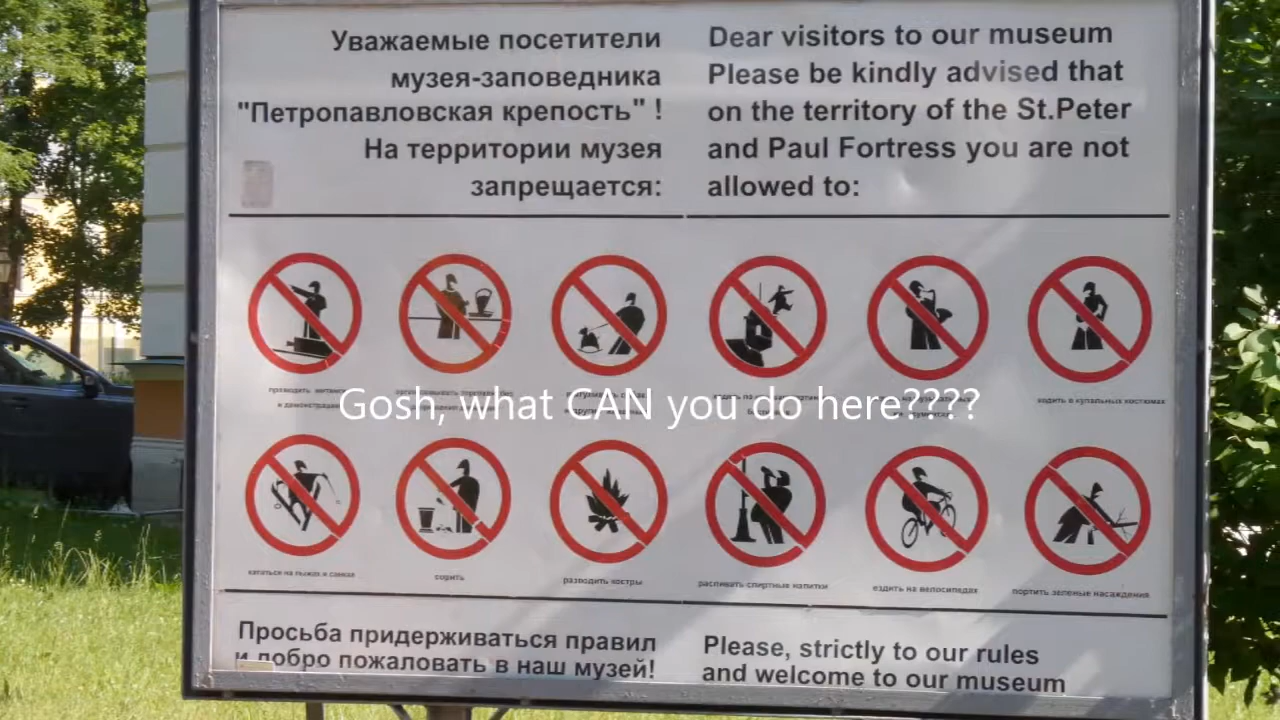 Уважаемые посетители
музея-заповедника
"Петропавловская крепость" !
На территории музея
запрещается:
Dear visitors to our museum
Please be kindly advised that
on the territory of the St.Peter
and Paul Fortress you are not
allowed to:
проводить митинги
и демонстрации
ходить в купальных костюмах
Gosh, what CAN you do here????
кататься на лыжах и санках
сорить
разводить костры
распивать спиртные напитки
ездить на велосипедах
портить зеленые насаждения
Просьба придерживаться правил
и добро пожаловать в наш музей!
Please, strictly to our rules
and welcome to our museum